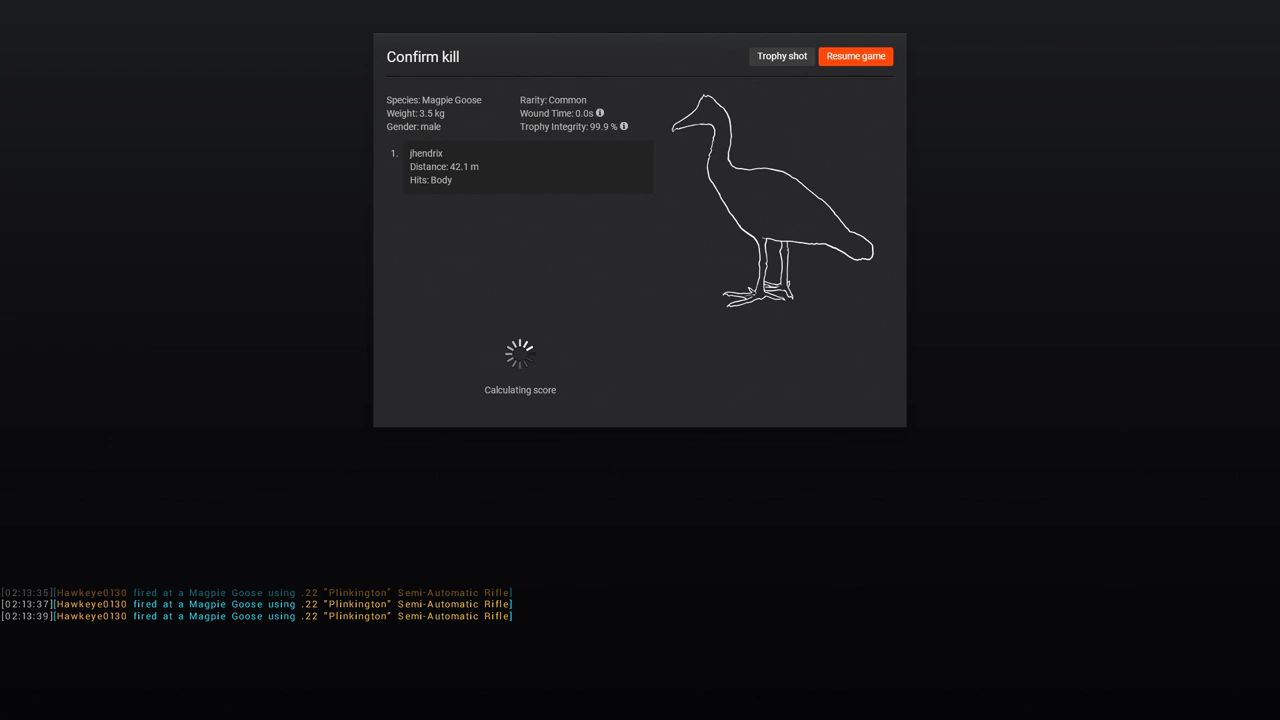 Confirm kill
Trophy shot
Resume game
Species: Magpie Goose
Weight: 3.5 kg
Gender: male
Rarity: Common
Wound Time: 0.0s
Trophy Integrity: 99.9 %
1. jhendrix
Distance: 42.1 m
Hits: Body
Calculating score
[02:13:35][Hawkeye0130 fired at a Magpie Goose using .22 "Plinkington" Semi-Automatic Rifle]
[02:13:37][Hawkeye0130 fired at a Magpie Goose using .22 "Plinkington" Semi-Automatic Rifle]
[02:13:39][Hawkeye0130 fired at a Magpie Goose using .22 "Plinkington" Semi-Automatic Rifle]